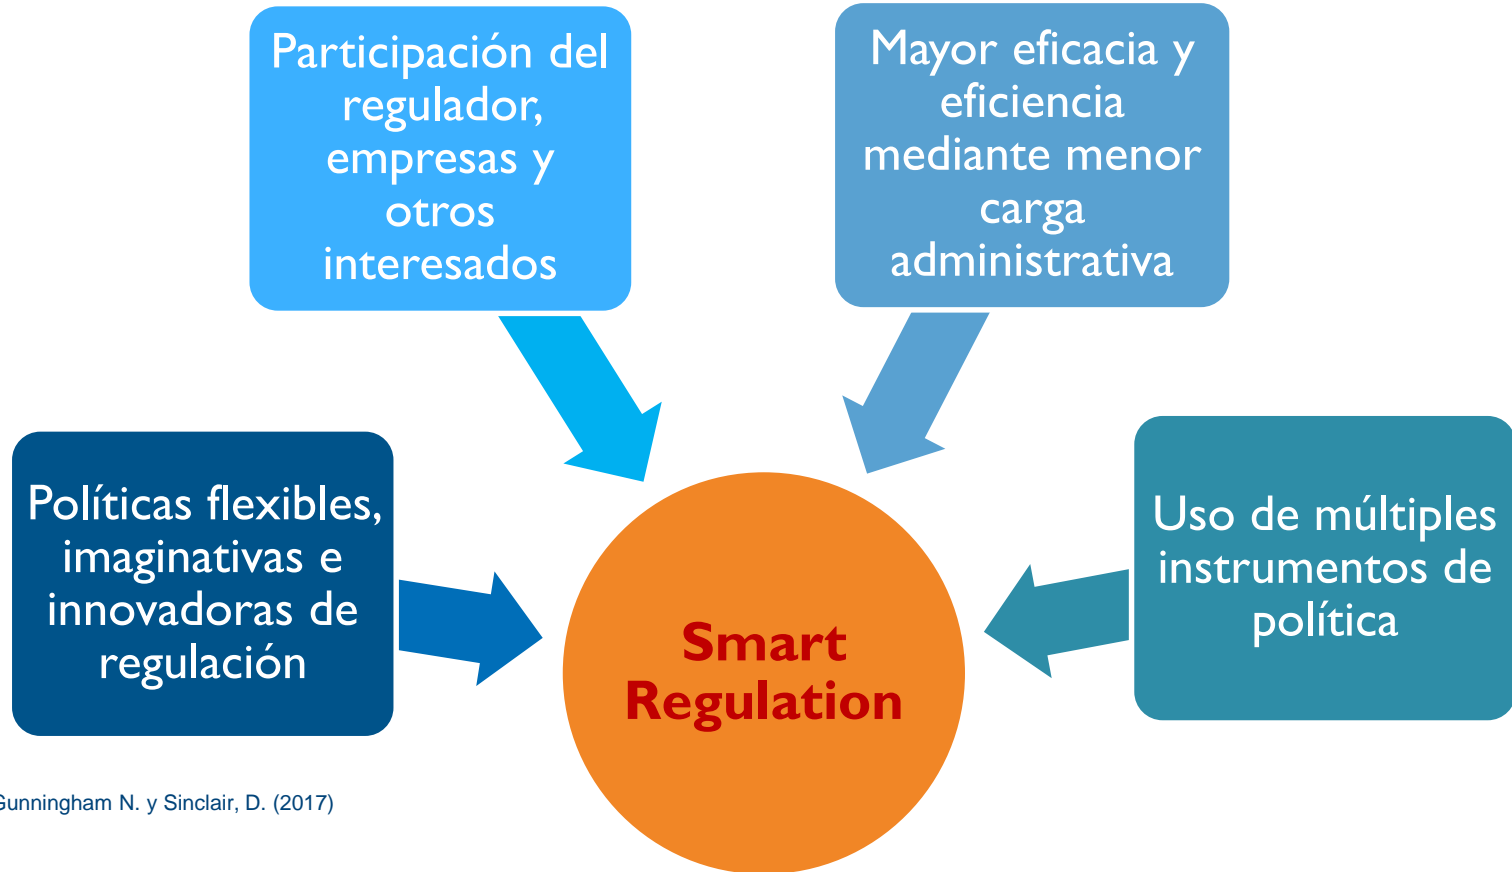 Participación del
regulador,
empresas y
otros
interesados
Mayor eficacia y
eficiencia
mediante menor
carga
administrativa
Políticas flexibles,
imaginativas e
innovadoras de
regulación
Uso de múltiples
instrumentos de
política
Smart
Regulation
Gunningham N. y Sinclair, D. (2017)